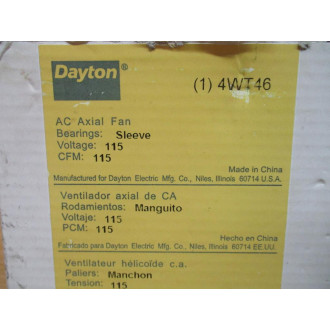 Dayton®
(1) 4WT46
AC Axial Fan
Bearings: Sleeve
Voltage: 115
CFM: 115
Made in China
Manufactured for Dayton Electric Mfg. Co., Niles, Illinois 60714 U.S.A.
Ventilador axial de CA
Rodamientos: Manguito
Voltaje: 115
PCM: 115
Hecho en China
Fabricado para Dayton Electric Mfg. Co., Niles, Illinois 60714 EE.UU.
Ventilateur hélicoïde c.a.
Paliers: Manchon
Tension: 115